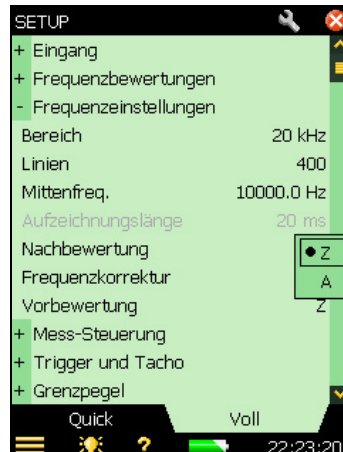 SETUP
+ Eingang
+ Frequenzbewertungen
- Frequenzeinstellungen
Bereich 20 kHz
Linien 400
Mittenfreq. 10000.0 Hz
Aufzeichnungslänge 20 ms
Nachbewertung Z
Frequenzkorrektur A
Vorbewertung Z
+ Mess-Steuerung
+ Trigger und Tacho
+ Grenzpegel
Quick Voll
? 22:23:20